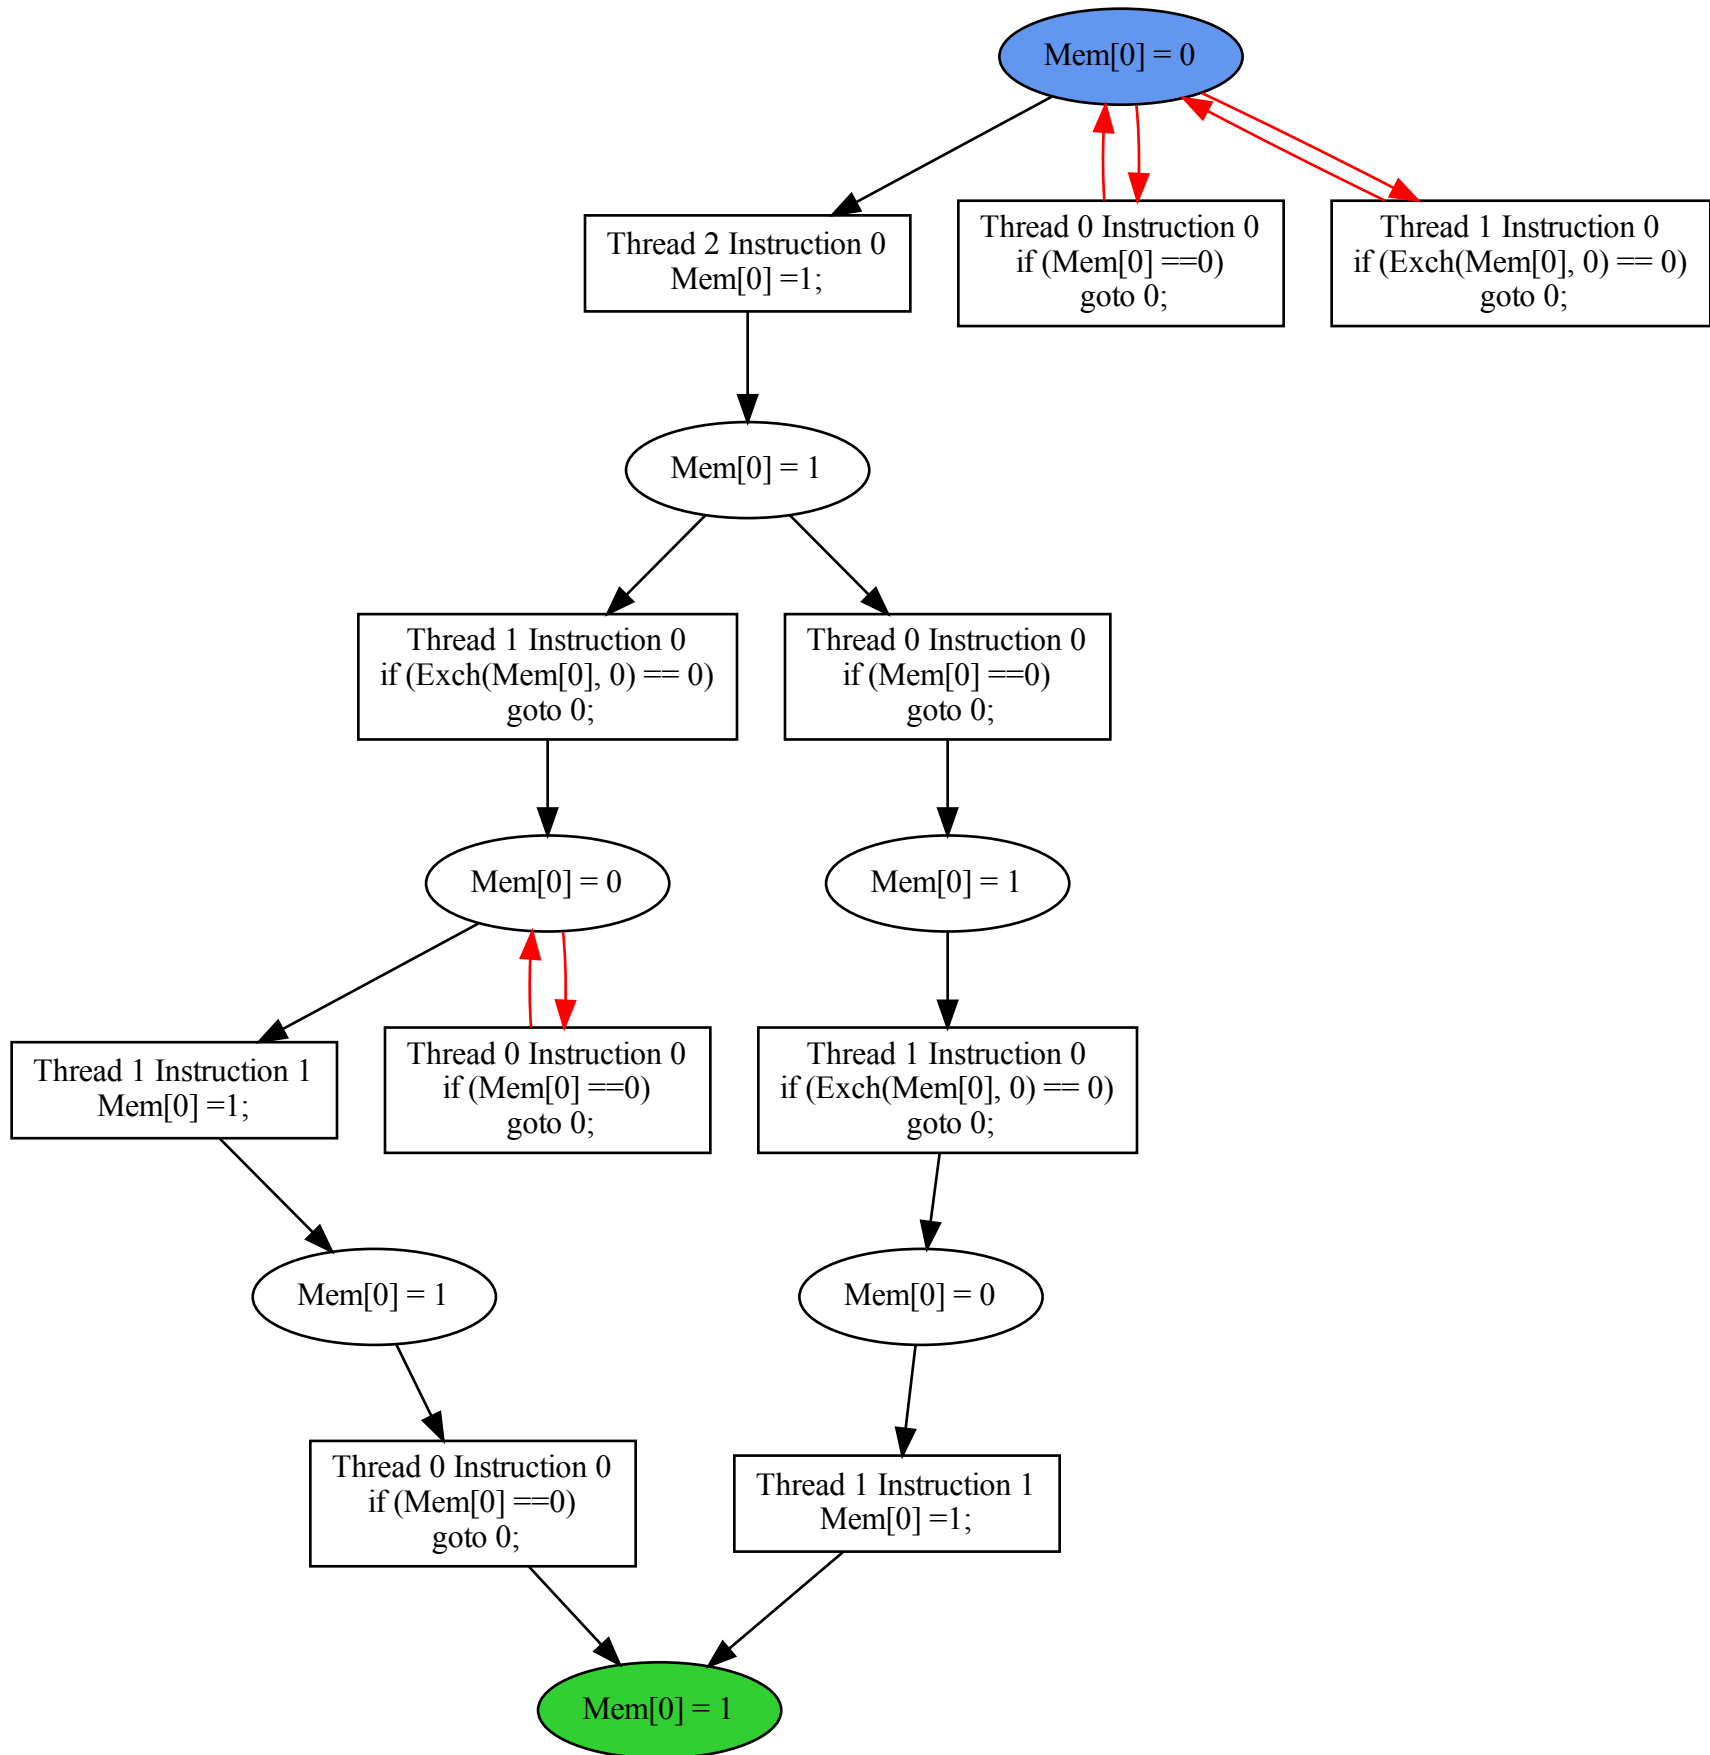 Mem[0] = 0
Thread 2 Instruction 0
Mem[0] =1;
Thread 0 Instruction 0
if (Mem[0] ==0)
goto 0;
Thread 1 Instruction 0
if (Exch(Mem[0], 0) == 0)
goto 0;
Mem[0] = 1
Thread 1 Instruction 0
if (Exch(Mem[0], 0) == 0)
goto 0;
Thread 0 Instruction 0
if (Mem[0] ==0)
goto 0;
Mem[0] = 0
Mem[0] = 1
Thread 1 Instruction 1
Mem[0] =1;
Thread 0 Instruction 0
if (Mem[0] ==0)
goto 0;
Thread 1 Instruction 0
if (Exch(Mem[0], 0) == 0)
goto 0;
Mem[0] = 1
Mem[0] = 0
Thread 0 Instruction 0
if (Mem[0] ==0)
goto 0;
Thread 1 Instruction 1
Mem[0] =1;
Mem[0] = 1